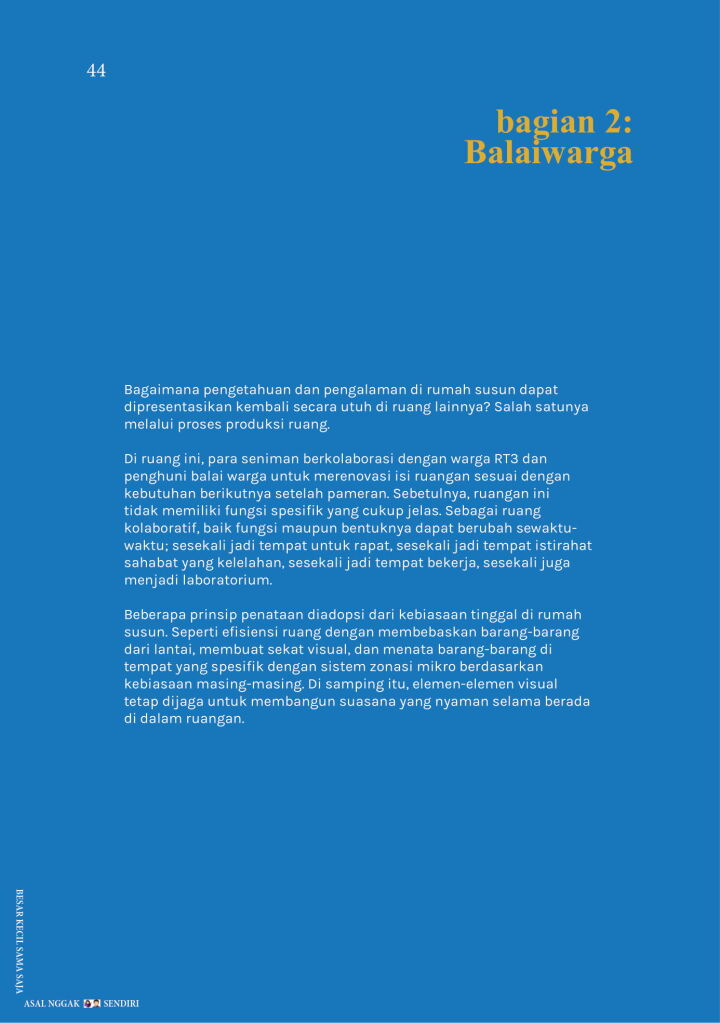 44
bagian 2:
Balaiwarga
Bagaimana pengetahuan dan pengalaman di rumah susun dapat
dipresentasikan kembali secara utuh di ruang lainnya? Salah satunya
melalui proses produksi ruang.
Di ruang ini, para seniman berkolaborasi dengan warga RT3 dan
penghuni balai warga untuk merenovasi isi ruangan sesuai dengan
kebutuhan berikutnya setelah pameran. Sebetulnya, ruangan ini
tidak memiliki fungsi spesifik yang cukup jelas. Sebagai ruang
kolaboratif, baik fungsi maupun bentuknya dapat berubah sewaktu-
waktu; sesekali jadi tempat untuk rapat, sesekali jadi tempat istirahat
sahabat yang kelelahan, sesekali jadi tempat bekerja, sesekali juga
menjadi laboratorium.
Beberapa prinsip penataan diadopsi dari kebiasaan tinggal di rumah
susun. Seperti efisiensi ruang dengan membebaskan barang-barang
dari lantai, membuat sekat visual, dan menata barang-barang di
tempat yang spesifik dengan sistem zonasi mikro berdasarkan
kebiasaan masing-masing. Di samping itu, elemen-elemen visual
tetap dijaga untuk membangun suasana yang nyaman selama berada
di dalam ruangan.
BESAR KECIL SAMA SAJA
ASAL NGGAK SENDIRI